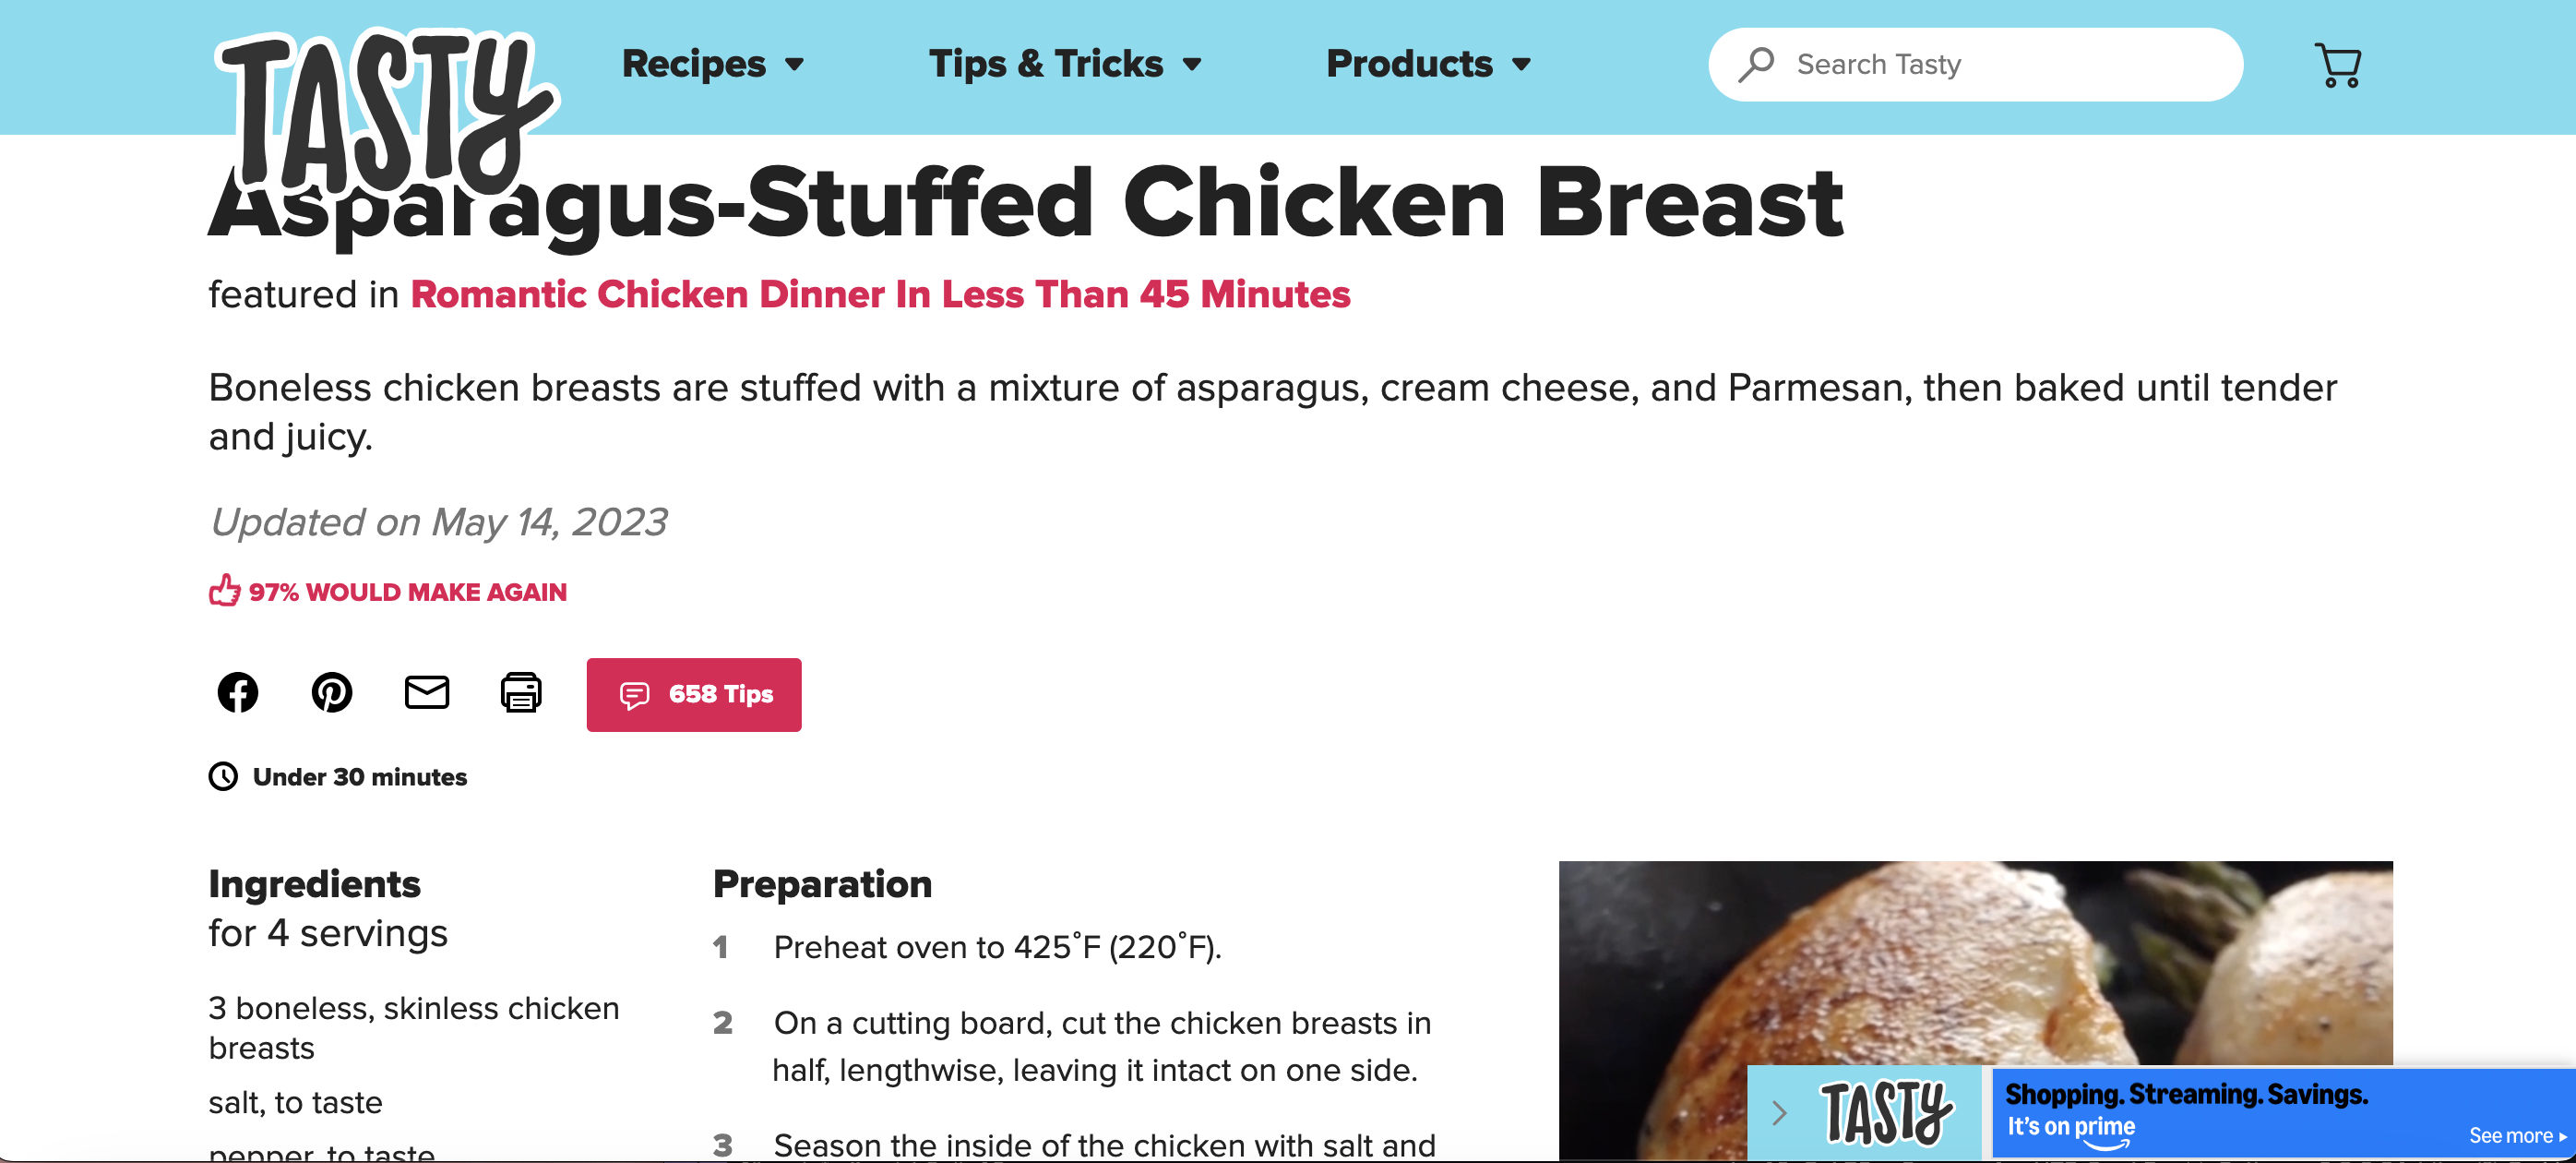 TASTY
Recipes
Tips & Tricks
Products
Search Tasty
Asparagus-Stuffed Chicken Breast
featured in Romantic Chicken Dinner In Less Than 45 Minutes
Boneless chicken breasts are stuffed with a mixture of asparagus, cream cheese, and Parmesan, then baked until tender
and juicy.
Updated on May 14, 2023
97% WOULD MAKE AGAIN
658 Tips
Under 30 minutes
Ingredients
for 4 servings
3 boneless, skinless chicken
breasts
salt, to taste
pepper, to taste
Preparation
1 Preheat oven to 425˚F (220˚F).
2 On a cutting board, cut the chicken breasts in
half, lengthwise, leaving it intact on one side.
3 Season the inside of the chicken with salt and
TASTY
Shopping. Streaming. Savings.
It's on prime
See more